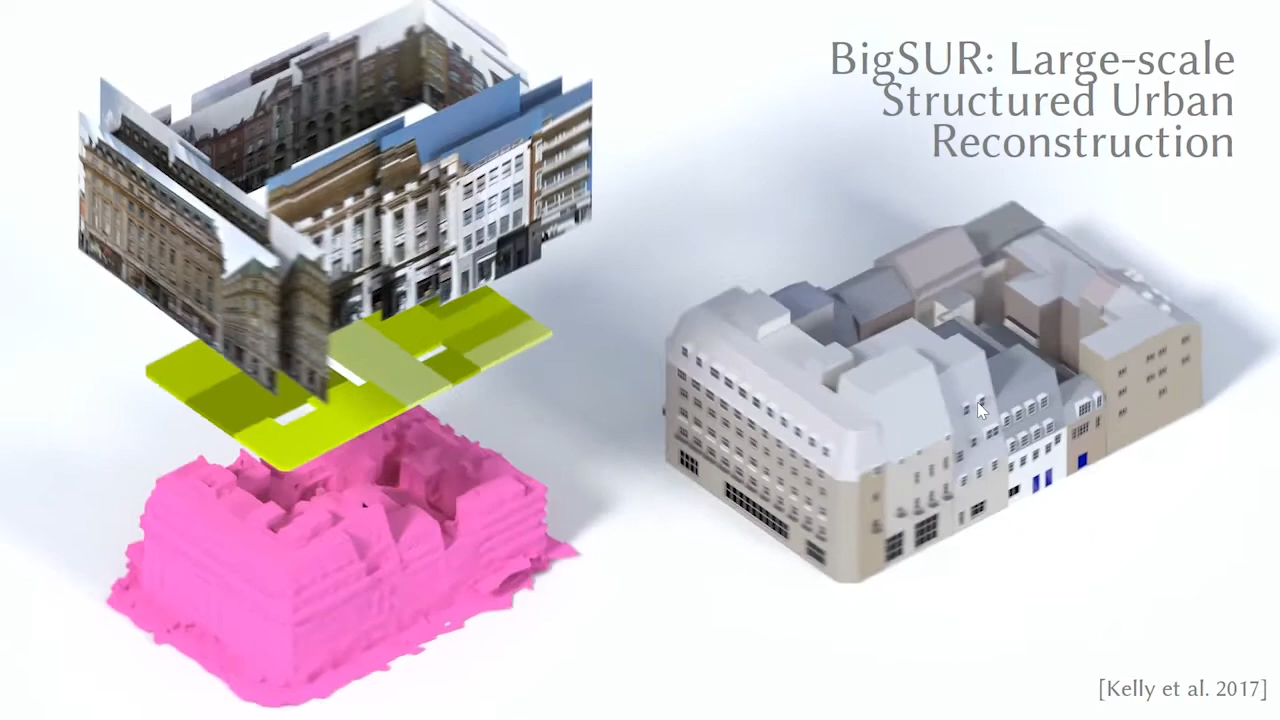 BigSUR: Large-scale
Structured Urban
Reconstruction
[Kelly et al. 2017]